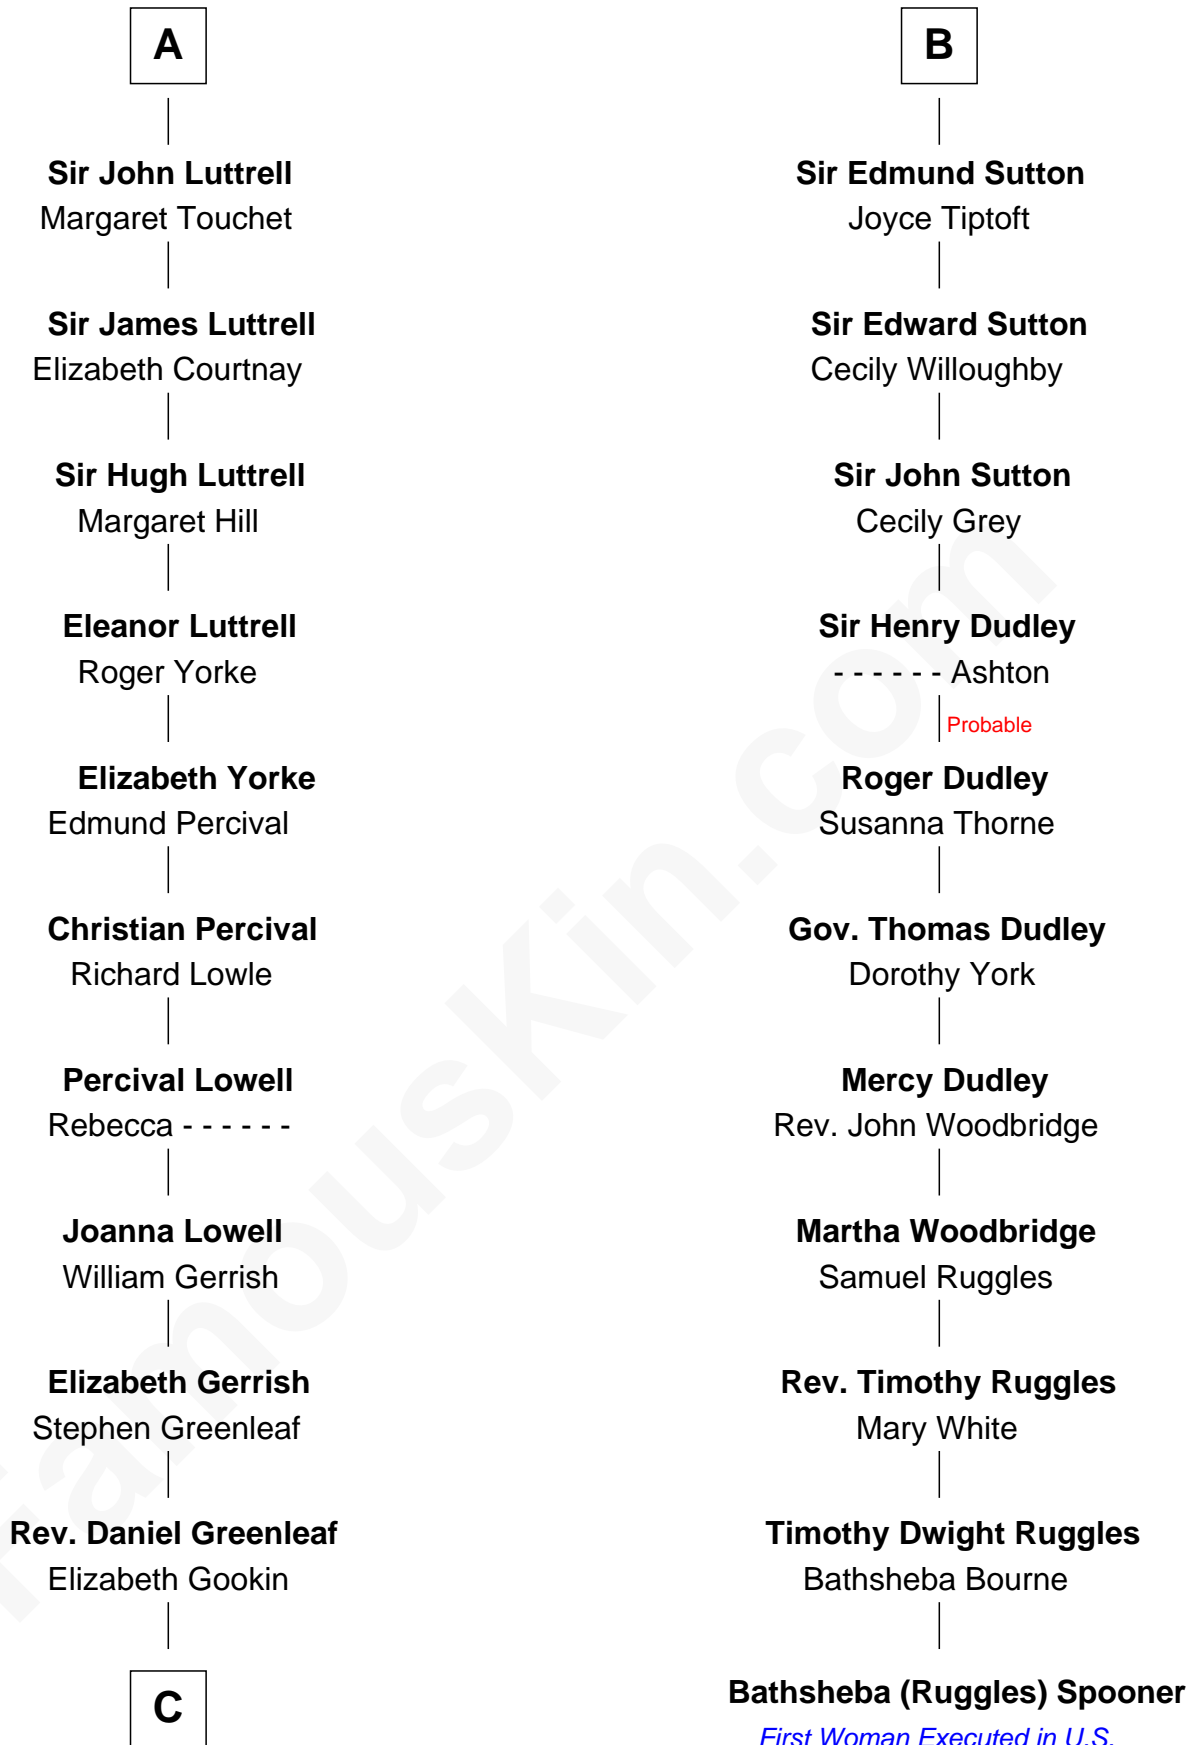 A
Sir John Luttrell
Margaret Touchet
Sir James Luttrell
Elizabeth Courtnay
Sir Hugh Luttrell
Margaret Hill
Eleanor Luttrell
Roger Yorke
Elizabeth Yorke
Edmund Percival
Christian Percival
Richard Lowle
Percival Lowell
Rebecca - - - - - -
Joanna Lowell
William Gerrish
Elizabeth Gerrish
Stephen Greenleaf
Rev. Daniel Greenleaf
Elizabeth Gookin
C
B
Sir Edmund Sutton
Joyce Tiptoft
Sir Edward Sutton
Cecily Willoughby
Sir John Sutton
Cecily Grey
Sir Henry Dudley
- - - - - - Ashton
Probable
Roger Dudley
Susanna Thorne
Gov. Thomas Dudley
Dorothy York
Mercy Dudley
Rev. John Woodbridge
Martha Woodbridge
Samuel Ruggles
Rev. Timothy Ruggles
Mary White
Timothy Dwight Ruggles
Bathsheba Bourne
Bathsheba (Ruggles) Spooner
First Woman Executed in U.S.
FamousKin.com